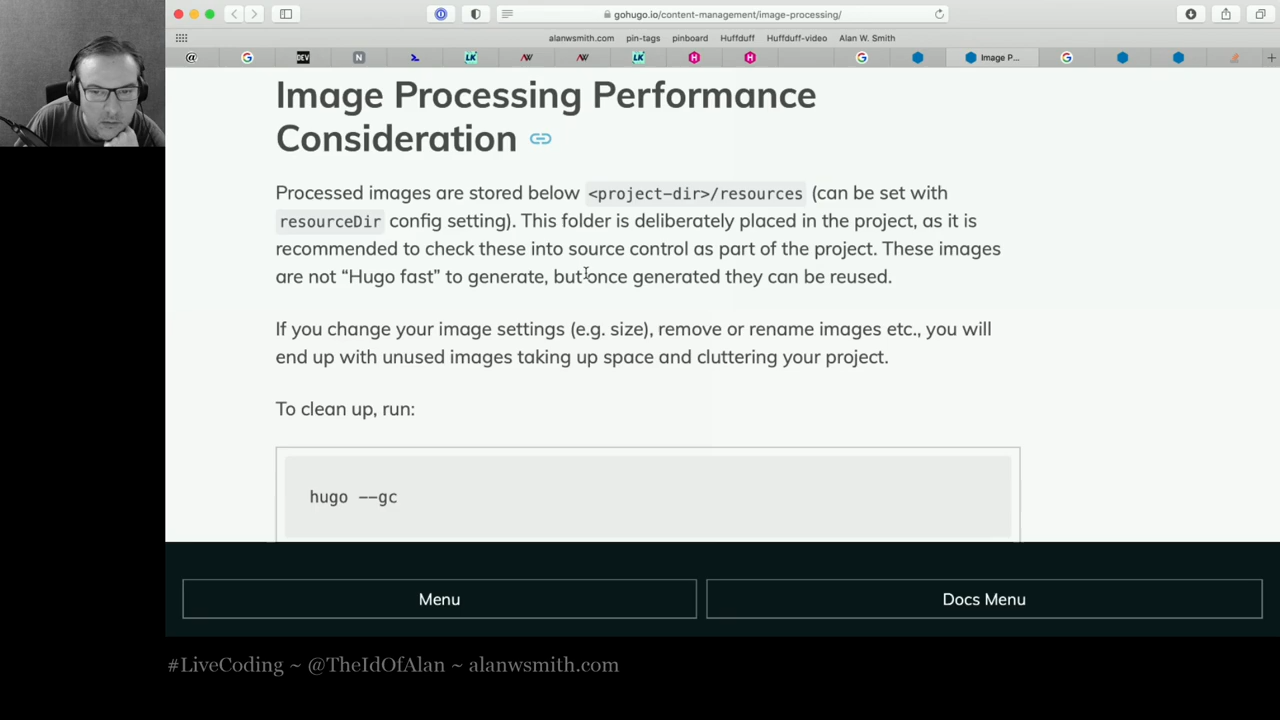 gohugo.io/content-management/image-processing/
alanwsmith.com pin-tags pinboard Huffduff Huffduff-video Alan W. Smith
@ G DEV N LK LK H H G Image P... G
Image Processing Performance
Consideration
Processed images are stored below <project-dir>/resources (can be set with
resourceDir config setting). This folder is deliberately placed in the project, as it is
recommended to check these into source control as part of the project. These images
are not “Hugo fast” to generate, but once generated they can be reused.
If you change your image settings (e.g. size), remove or rename images etc., you will
end up with unused images taking up space and cluttering your project.
To clean up, run:
hugo --gc
Menu Docs Menu
#LiveCoding ~ @TheIdOfAlan ~ alanwsmith.com